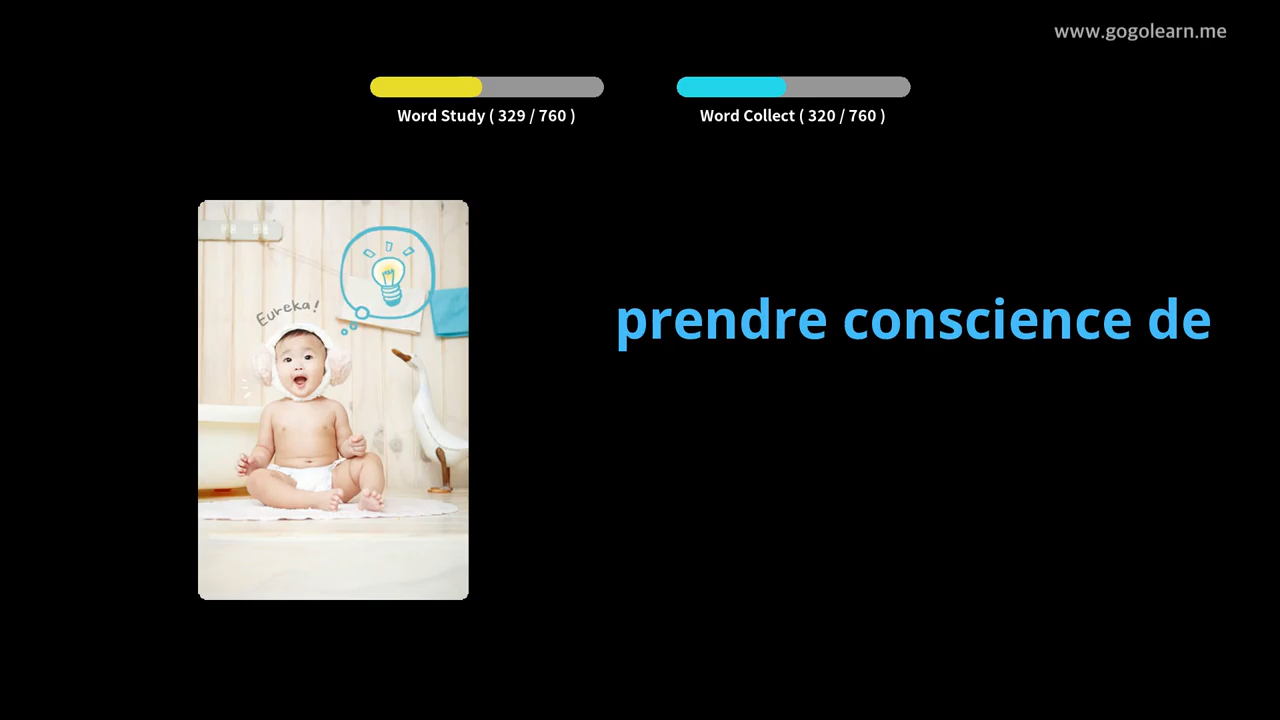 www.gogolearn.me
Word Study ( 329 / 760 )
Word Collect ( 320 / 760 )
Eureka!
prendre conscience de